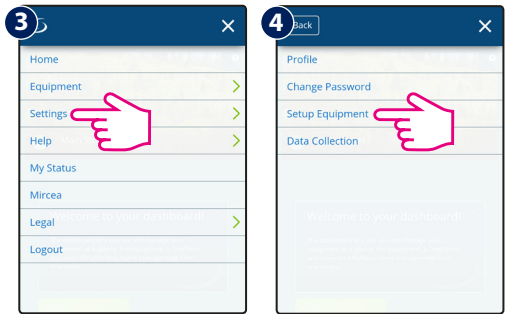 3
Home
Equipment
Settings
Help
My Status
Mircea
Legal
Welcome to your dashboard!
Logout
4
Back
Profile
Change Password
Setup Equipment
Data Collection
Welcome to your dashboard!